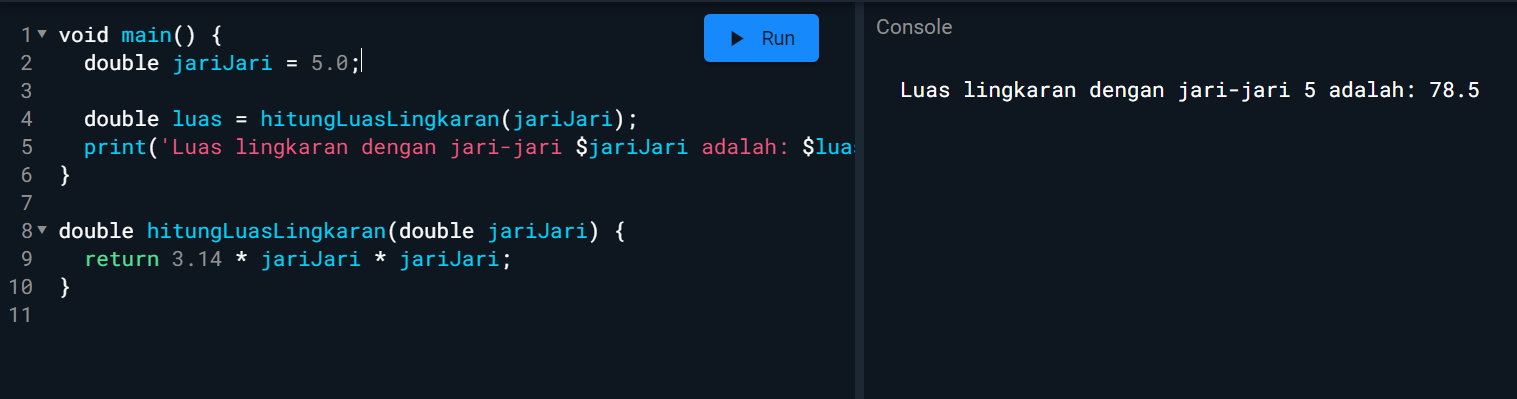 1 void main() {
2 double jariJari = 5.0;
3
4 double luas = hitungLuasLingkaran(jariJari);
5 print('Luas lingkaran dengan jari-jari $jariJari adalah: $lua
6 }
7
8 double hitungLuasLingkaran(double jariJari) {
9 return 3.14 * jariJari * jariJari;
10 }
11
Run
Console
Luas lingkaran dengan jari-jari 5 adalah: 78.5